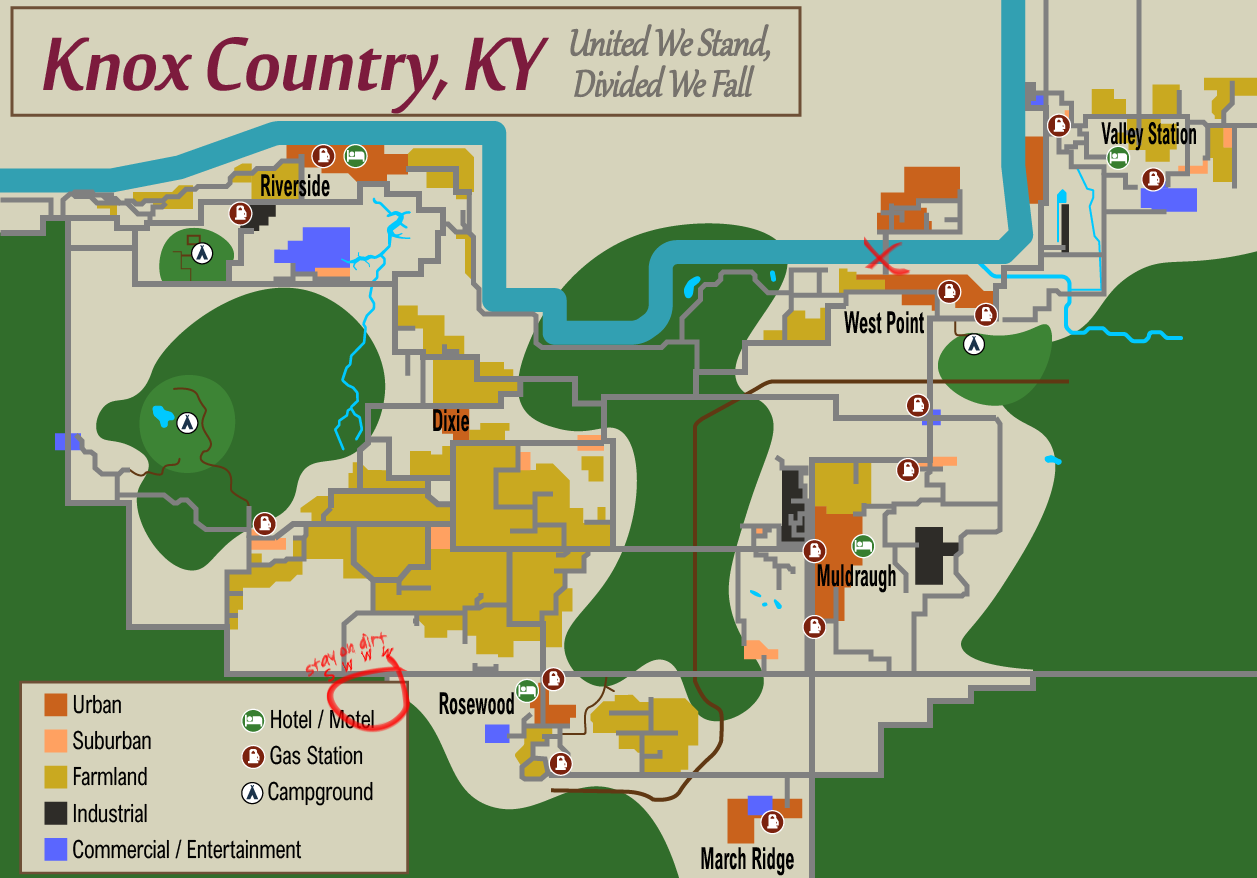 Knox Country, KY
United We Stand,
Divided We Fall
Valley Station
Riverside
West Point
Dixie
Muldraugh
stay on dirt
S W W W
Rosewood
Urban
Suburban
Farmland
Industrial
Commercial / Entertainment
Hotel / Motel
Gas Station
Campground
March Ridge